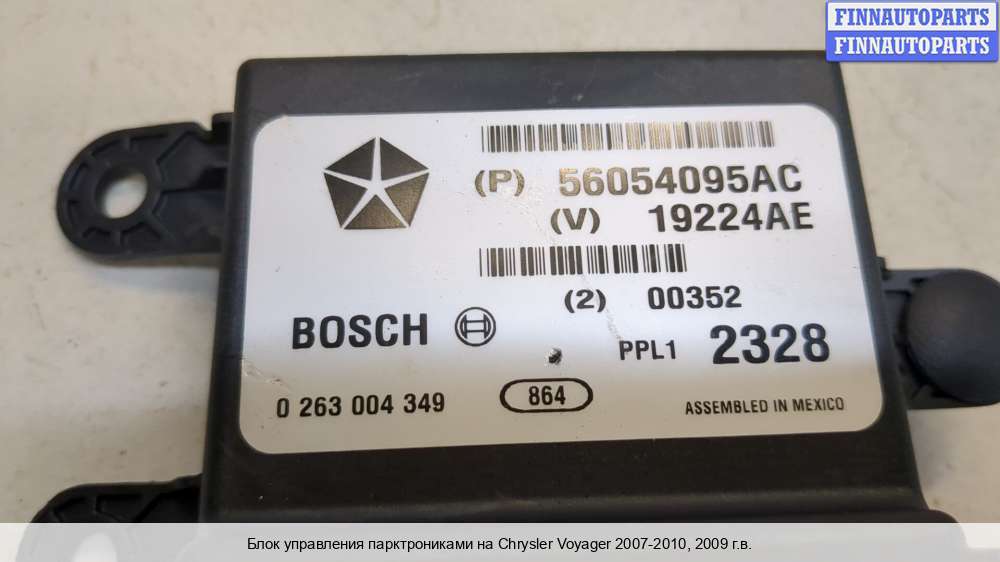 FINNAUTOPARTS
FINNAUTOPARTS
(P) 56054095AC
(V) 19224AE
(2) 00352
BOSCH
PPL1 2328
0 263 004 349
864
ASSEMBLED IN MEXICO
Блок управления парктрониками на Chrysler Voyager 2007-2010, 2009 г.в.